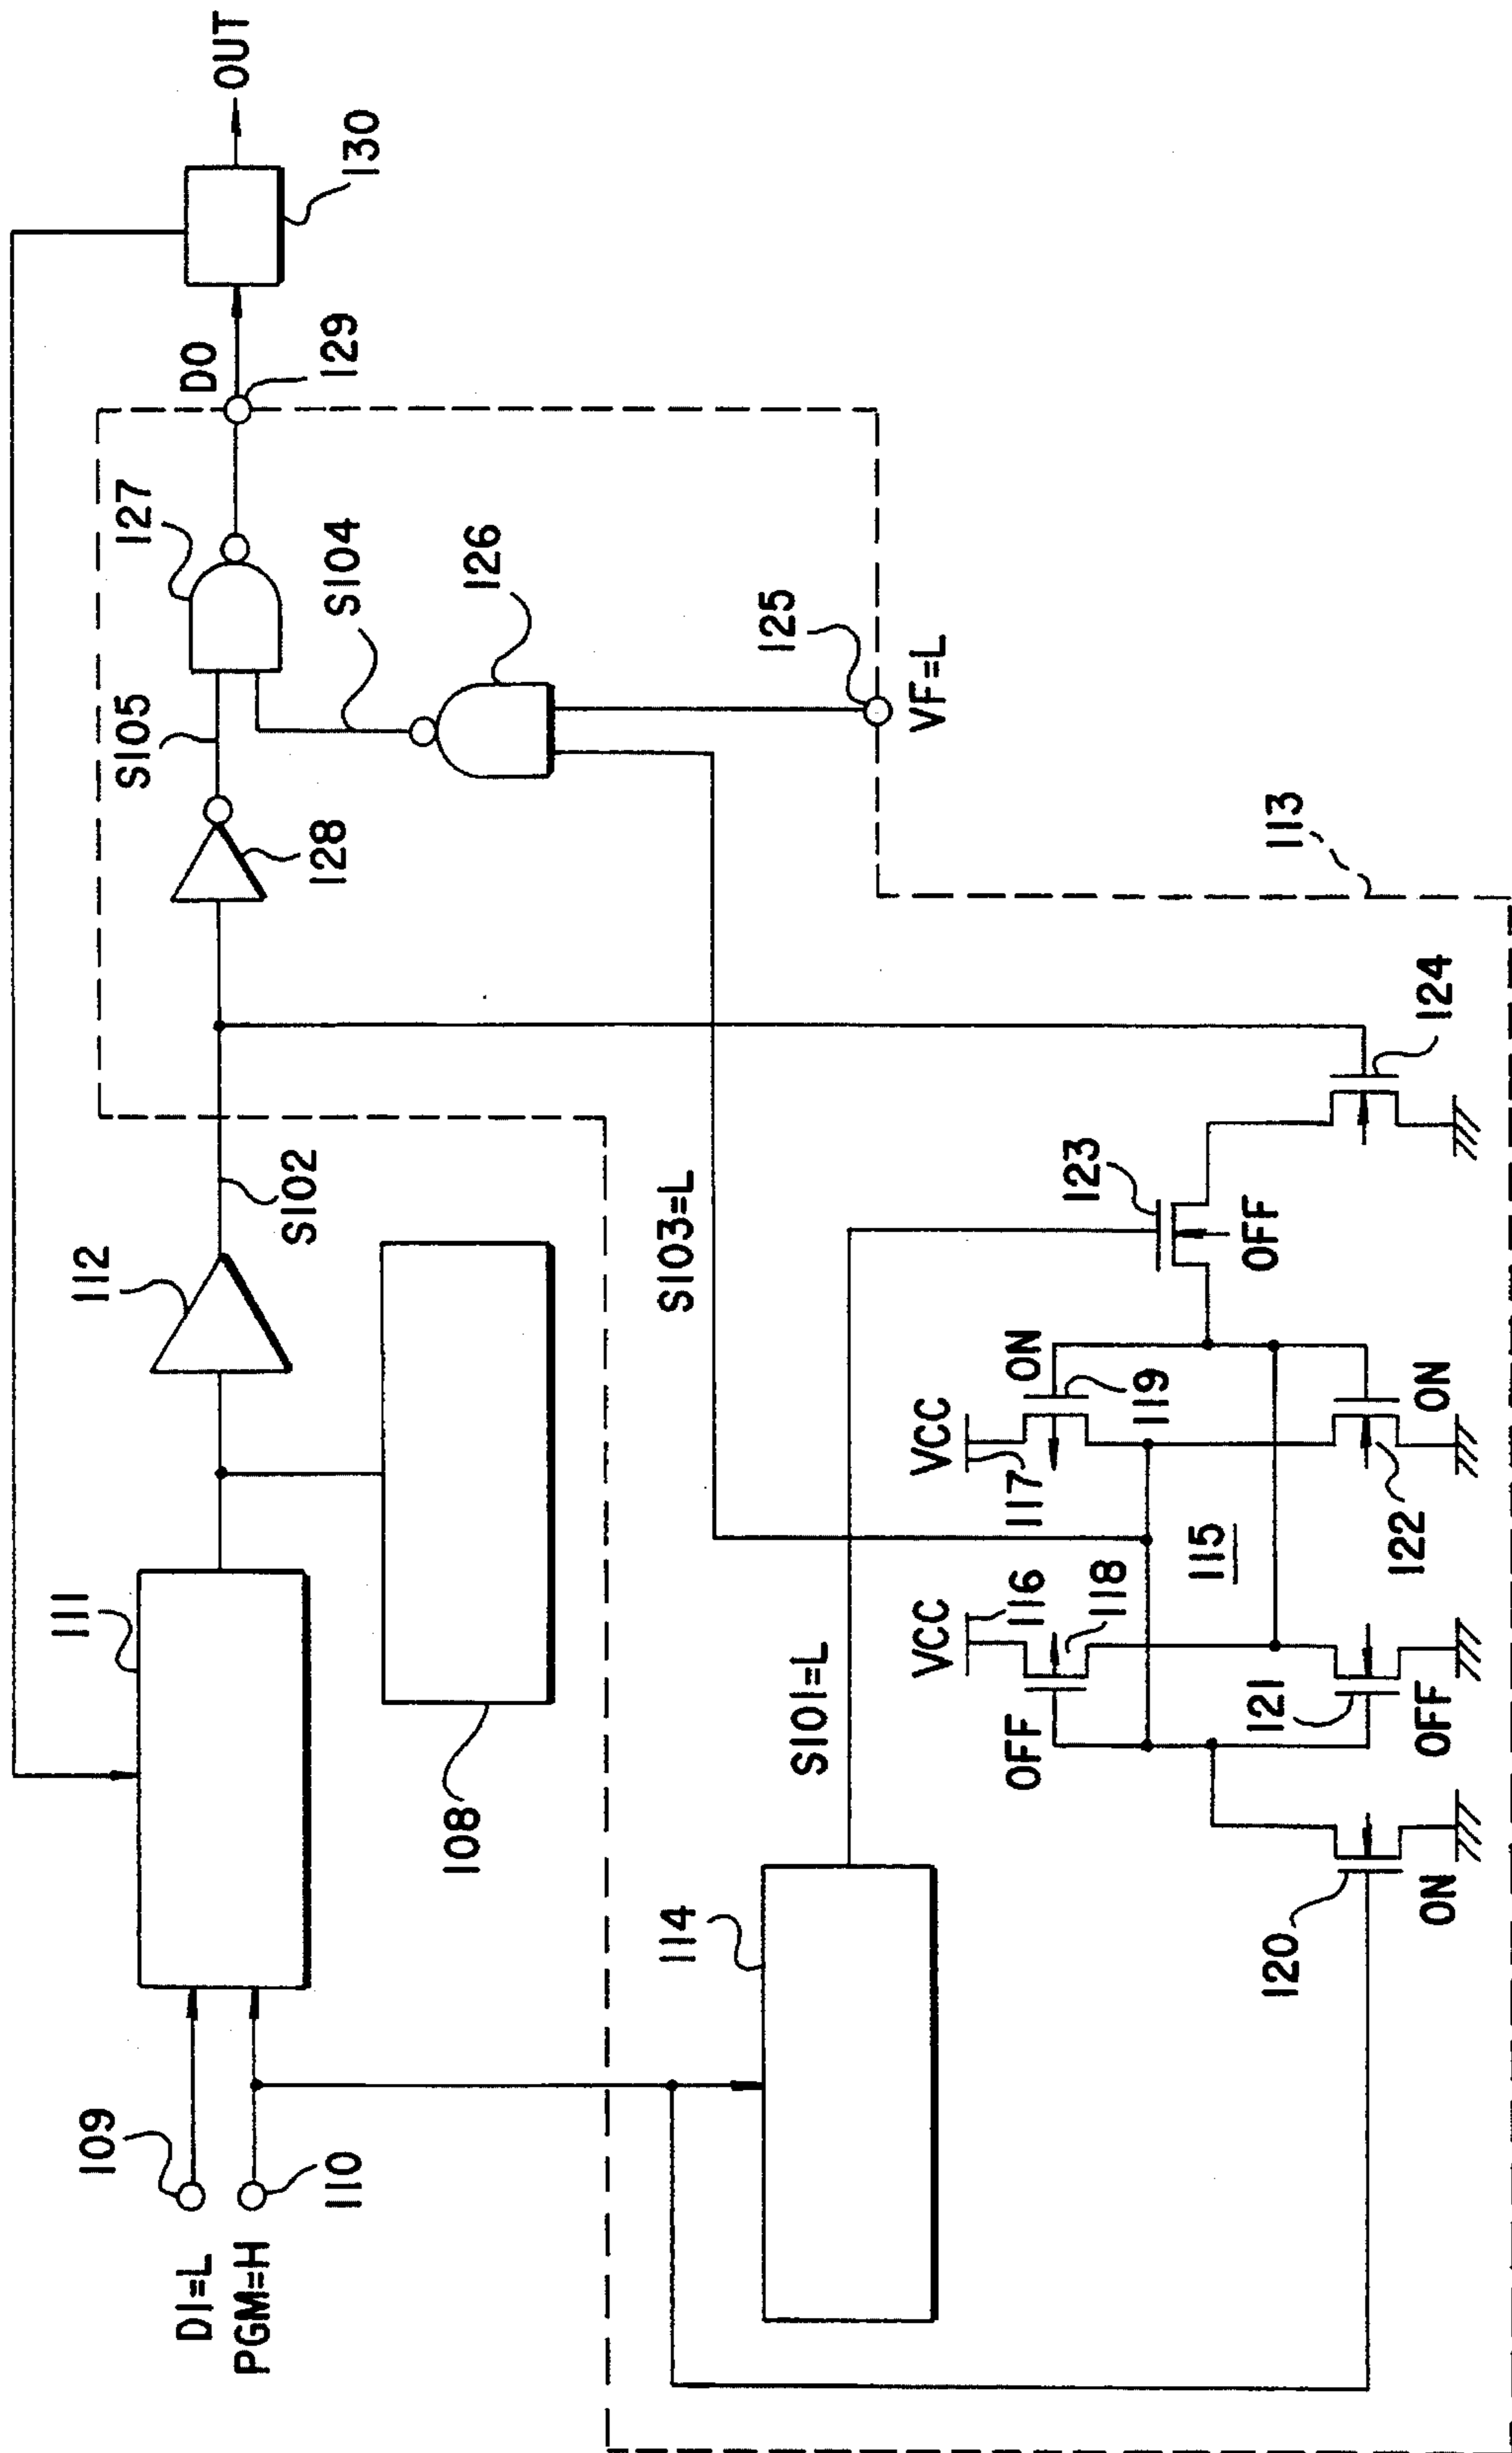 109
DI=L
PGM=H
110
111
112
S102
108
128
S105
127
S104
126
D0
129
130
OUT
125
VF=L
113
114
S101=L
S103=L
VCC
116
118
OFF
VCC
117
119
ON
115
120
ON
121
OFF
122
ON
123
OFF
124